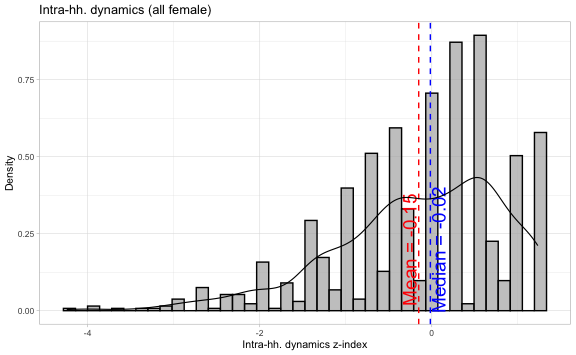 Intra-hh. dynamics (all female)
Density
0.75
0.50
0.25
0.00
Mean = -0.15
Median = -0.02
-4
-2
0
Intra-hh. dynamics z-index